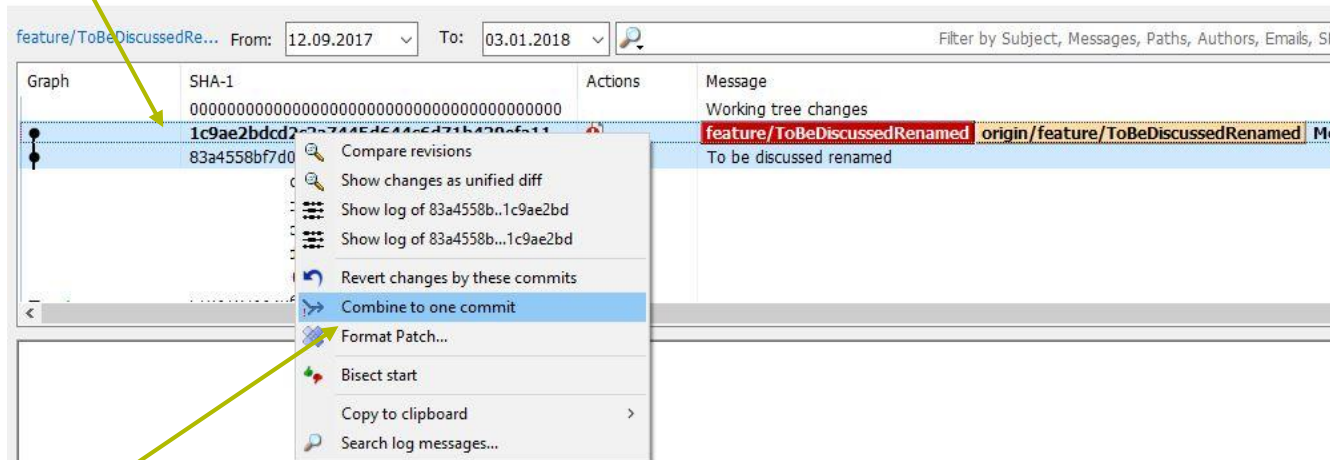 feature/ToBeDiscussedRe... From: 12.09.2017 To: 03.01.2018 Filter by Subject, Messages, Paths, Authors, Emails,
Graph SHA-1 Actions Message
0000000000000000000000000000000000000000 Working tree changes
feature/ToBeDiscussedRenamed origin/feature/ToBeDiscussedRenamed
83a4558bf7d0 To be discussed renamed
Compare revisions
Show changes as unified diff
Show log of 83a4558b..1c9ae2bd
Show log of 83a4558b...1c9ae2bd
Revert changes by these commits
Combine to one commit
Format Patch...
Bisect start
Copy to clipboard
Search log messages...